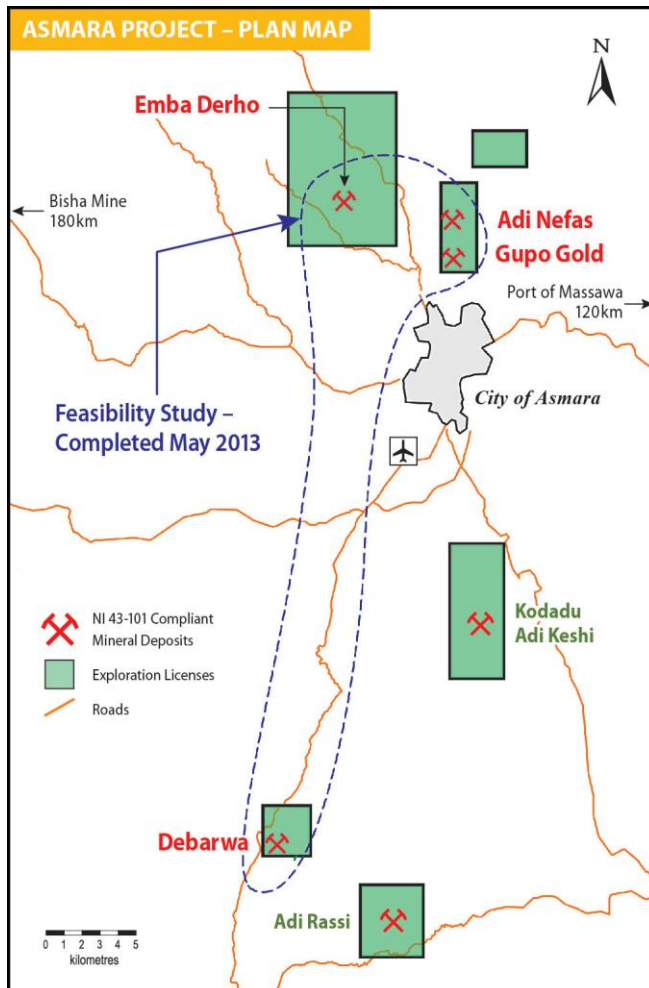 ASMARA PROJECT – PLAN MAP
N
Emba Derho
Bisha Mine
180km
Adi Nefas
Gupo Gold
Port of Massawa
120km
City of Asmara
Feasibility Study –
Completed May 2013
NI 43-101 Compliant
Mineral Deposits
Exploration Licenses
Roads
Kodadu
Adi Keshi
Debarwa
Adi Rassi
0 1 2 3 4 5
kilometres